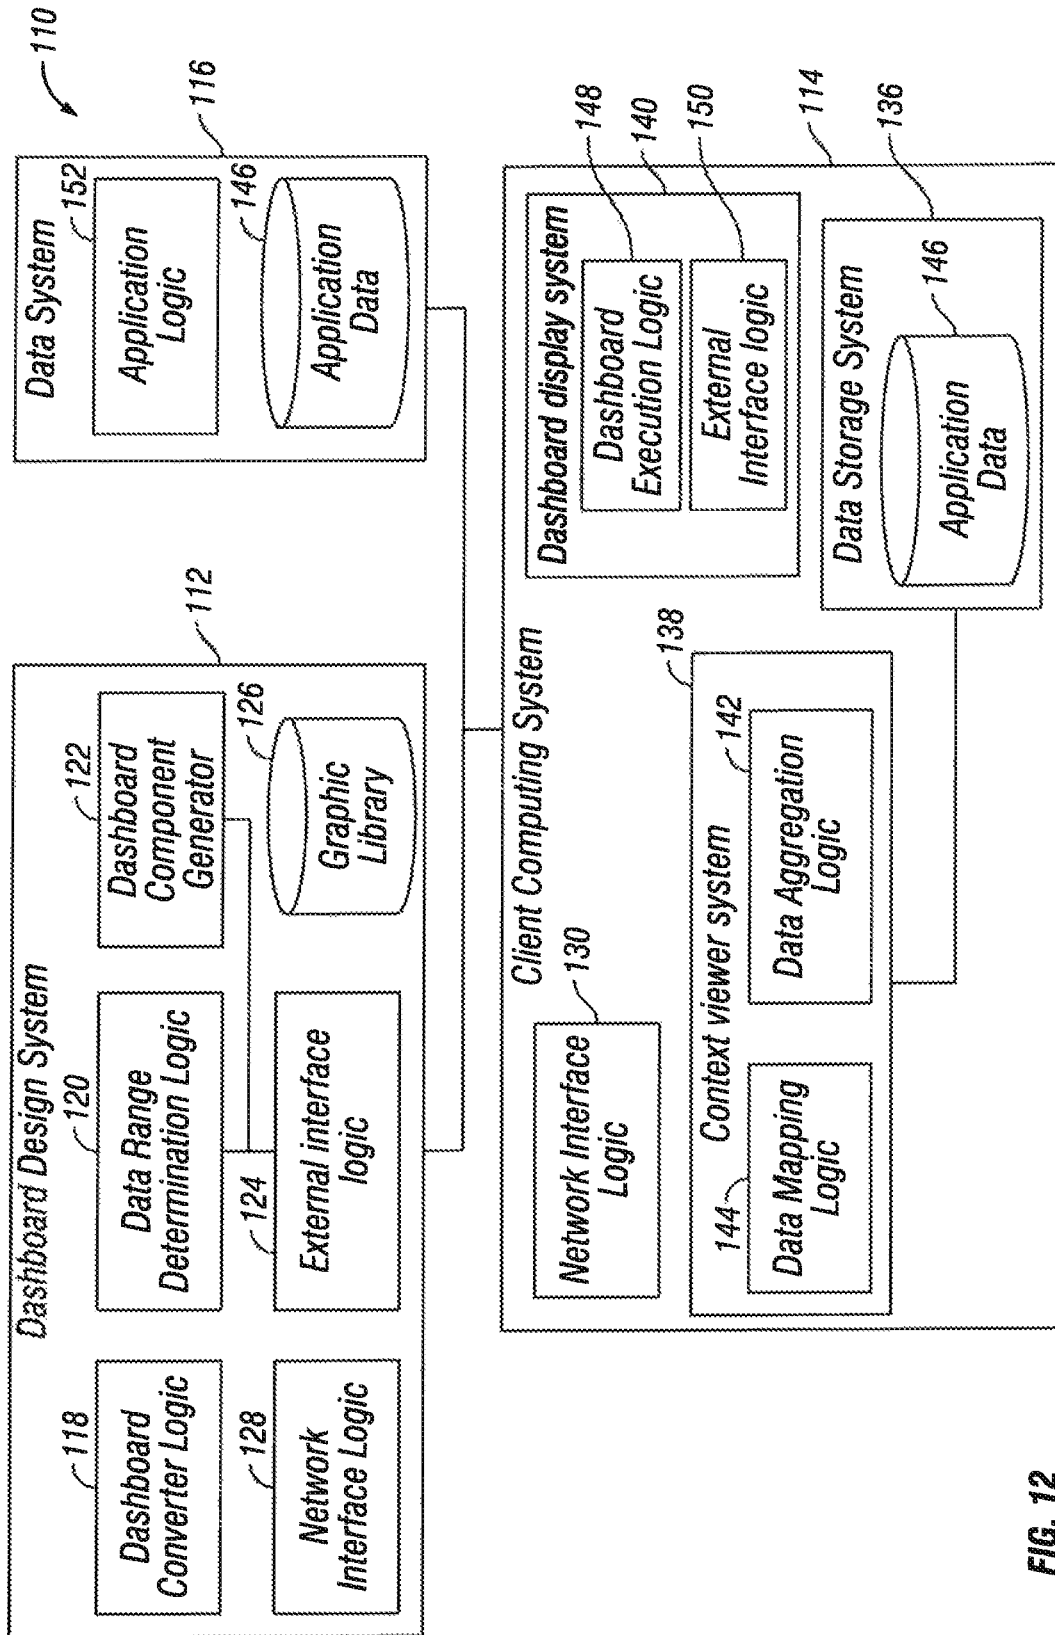 110
Dashboard Design System
112
118
Dashboard
Converter Logic
120
Data Range
Determination Logic
122
Dashboard
Component
Generator
128
Network
Interface Logic
124
External Interface
logic
126
Graphic
Library
Data System
116
152
Application
Logic
146
Application
Data
Client Computing System
114
130
Network Interface
Logic
Context viewer system
138
144
Data Mapping
Logic
142
Data Aggregation
Logic
Dashboard display system
140
148
Dashboard
Execution Logic
150
External
Interface logic
Data Storage System
136
146
Application
Data
FIG. 12